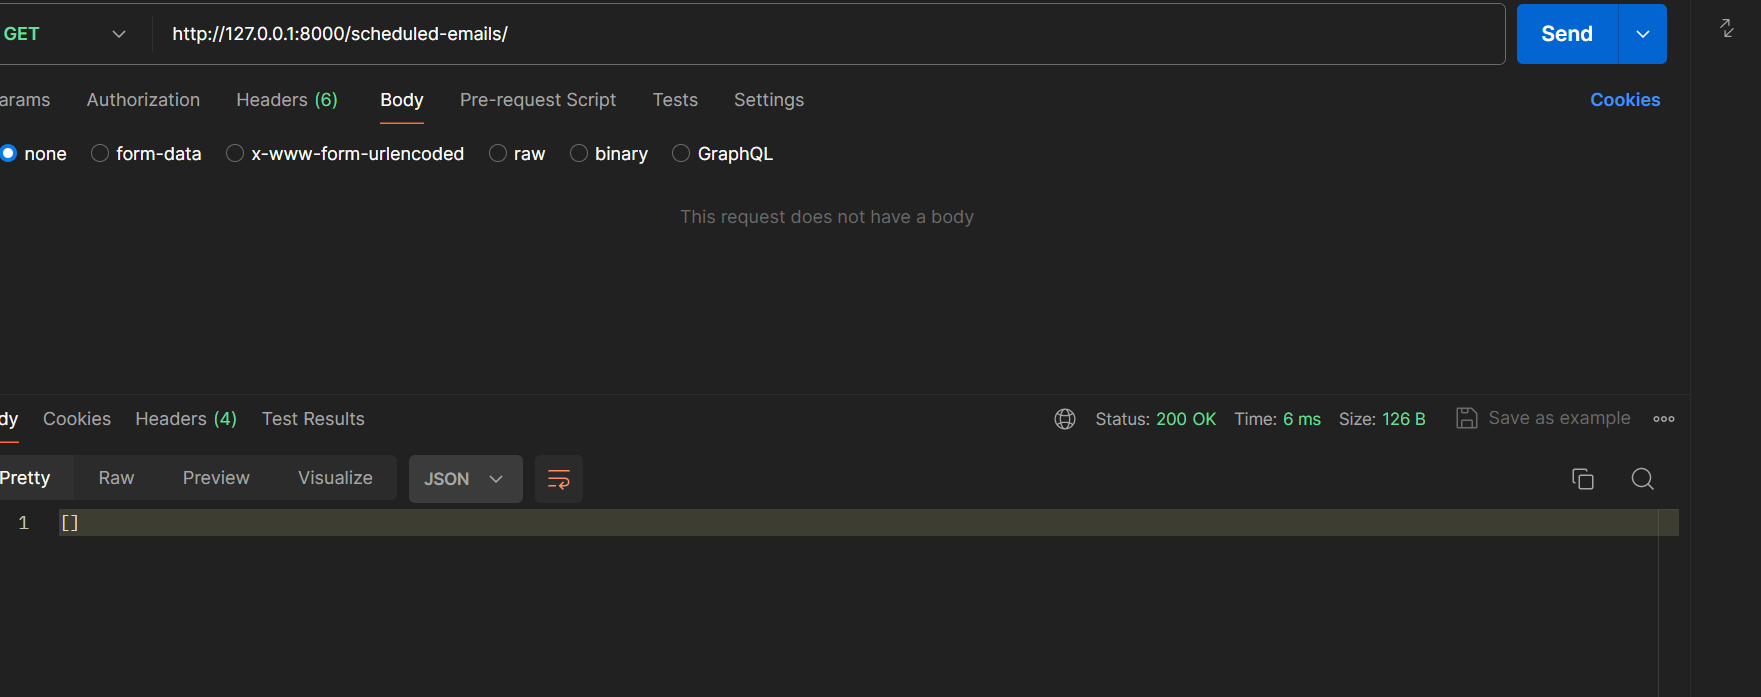 GET http://127.0.0.1:8000/scheduled-emails/ Send
arams Authorization Headers (6) Body Pre-request Script Tests Settings Cookies
none form-data x-www-form-urlencoded raw binary GraphQL
This request does not have a body
dy Cookies Headers (4) Test Results Status: 200 OK Time: 6 ms Size: 126 B Save as example
Pretty Raw Preview Visualize JSON
1 []